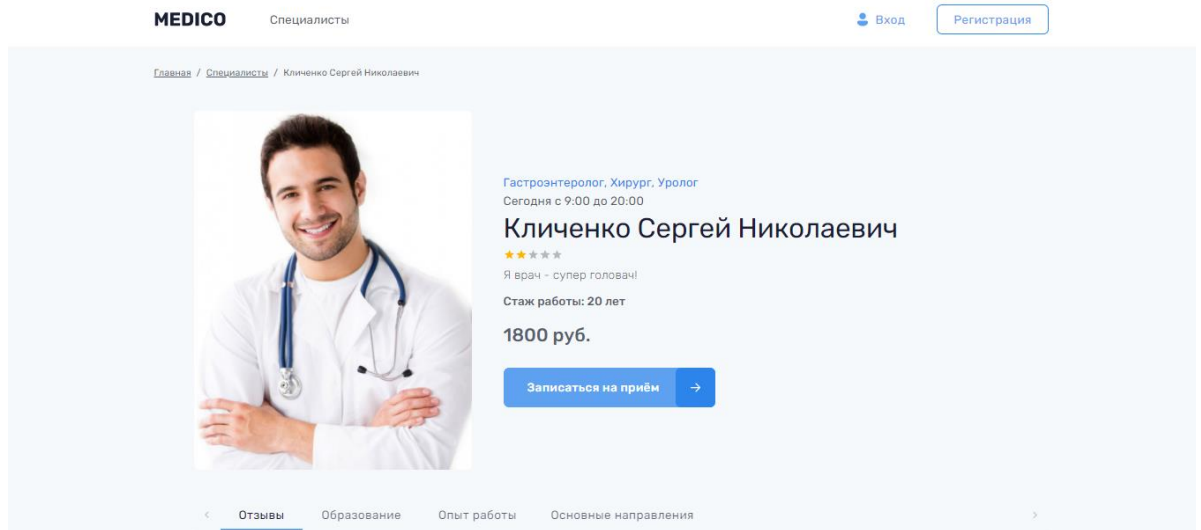 MEDICO Специалисты Вход Регистрация
Главная / Специалисты / Кличенко Сергей Николаевич
Гастроэнтеролог, Хирург, Уролог
Сегодня с 9:00 до 20:00
Кличенко Сергей Николаевич
Я врач - супер головач!
Стаж работы: 20 лет
1800 руб.
Записаться на приём →
‹ Отзывы Образование Опыт работы Основные направления ›